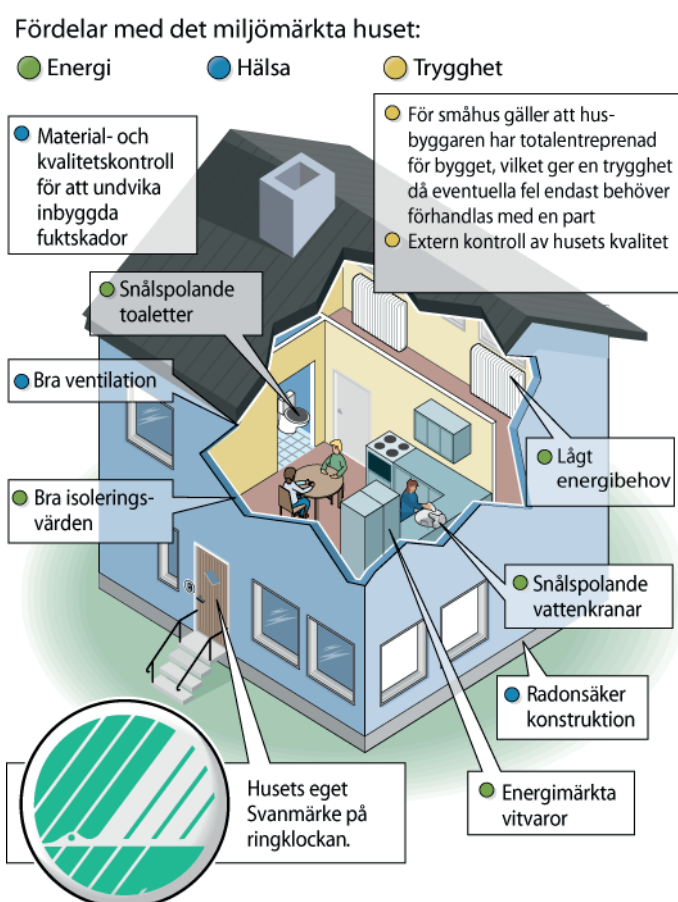 Fördelar med det miljömärkta huset:
Energi
Hälsa
Trygghet
Material- och
kvalitetskontroll
för att undvika
inbyggda
fuktskador
För småhus gäller att hus-
byggaren har totalentreprenad
för bygget, vilket ger en trygghet
då eventuella fel endast behöver
förhandlas med en part
Extern kontroll av husets kvalitet
Snålspolande
toaletter
Bra ventilation
Lågt
energibehov
Bra isolerings-
värden
Snålspolande
vattenkranar
Radonsäker
konstruktion
Husets eget
Svanmärke på
ringklockan.
Energimärkta
vitvaror